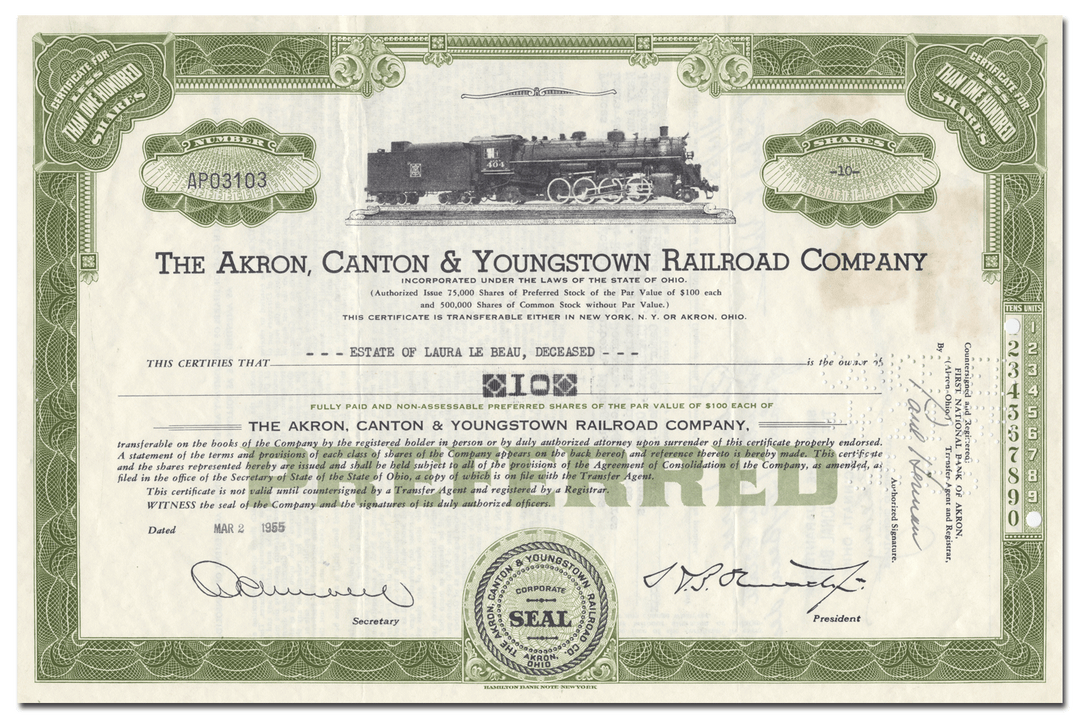 CERTIFICATE FOR
LESS
THAN ONE HUNDRED
SHARES
CERTIFICATE FOR
LESS
THAN ONE HUNDRED
SHARES
NUMBER
AP03103
SHARES
-10-
404
THE AKRON, CANTON & YOUNGSTOWN RAILROAD COMPANY
INCORPORATED UNDER THE LAWS OF THE STATE OF OHIO.
(Authorized Issue 75,000 Shares of Preferred Stock of the Par Value of $100 each
and 500,000 Shares of Common Stock without Par Value.)
THIS CERTIFICATE IS TRANSFERABLE EITHER IN NEW YORK, N. Y. OR AKRON, OHIO.
THIS CERTIFIES THAT - - - ESTATE OF LAURA LE BEAU, DECEASED - - - is the owner of
10
FULLY PAID AND NON-ASSESSABLE PREFERRED SHARES OF THE PAR VALUE OF $100 EACH OF
THE AKRON, CANTON & YOUNGSTOWN RAILROAD COMPANY,
transferable on the books of the Company by the registered holder in person or by duly authorized attorney upon surrender of this certificate properly endorsed.
A statement of the terms and provisions of each class of shares of the Company appears on the back hereof, and reference thereto is hereby made. This certificate
and the shares represented hereby are issued and shall be held subject to all of the provisions of the Agreement of Consolidation of the Company, as amended, as
filed in the office of the Secretary of State of the State of Ohio, a copy of which is on file with the Transfer Agent.
This certificate is not valid until countersigned by a Transfer Agent and registered by a Registrar.
WITNESS the seal of the Company and the signatures of its duly authorized officers.
PREFERRED
Dated MAR 2 1955
Secretary
President
THE AKRON, CANTON & YOUNGSTOWN RAILROAD CO.
CORPORATE
SEAL
AKRON,
OHIO
Countersigned and Registered:
FIRST NATIONAL BANK OF AKRON,
(Akron Ohio) Transfer Agent and Registrar,
By
Authorized Signature.
TENS UNITS
1
2 2
3 3
4 4
5 5
6 6
7 7
8 8
9 9
0
HAMILTON BANK NOTE NEW YORK